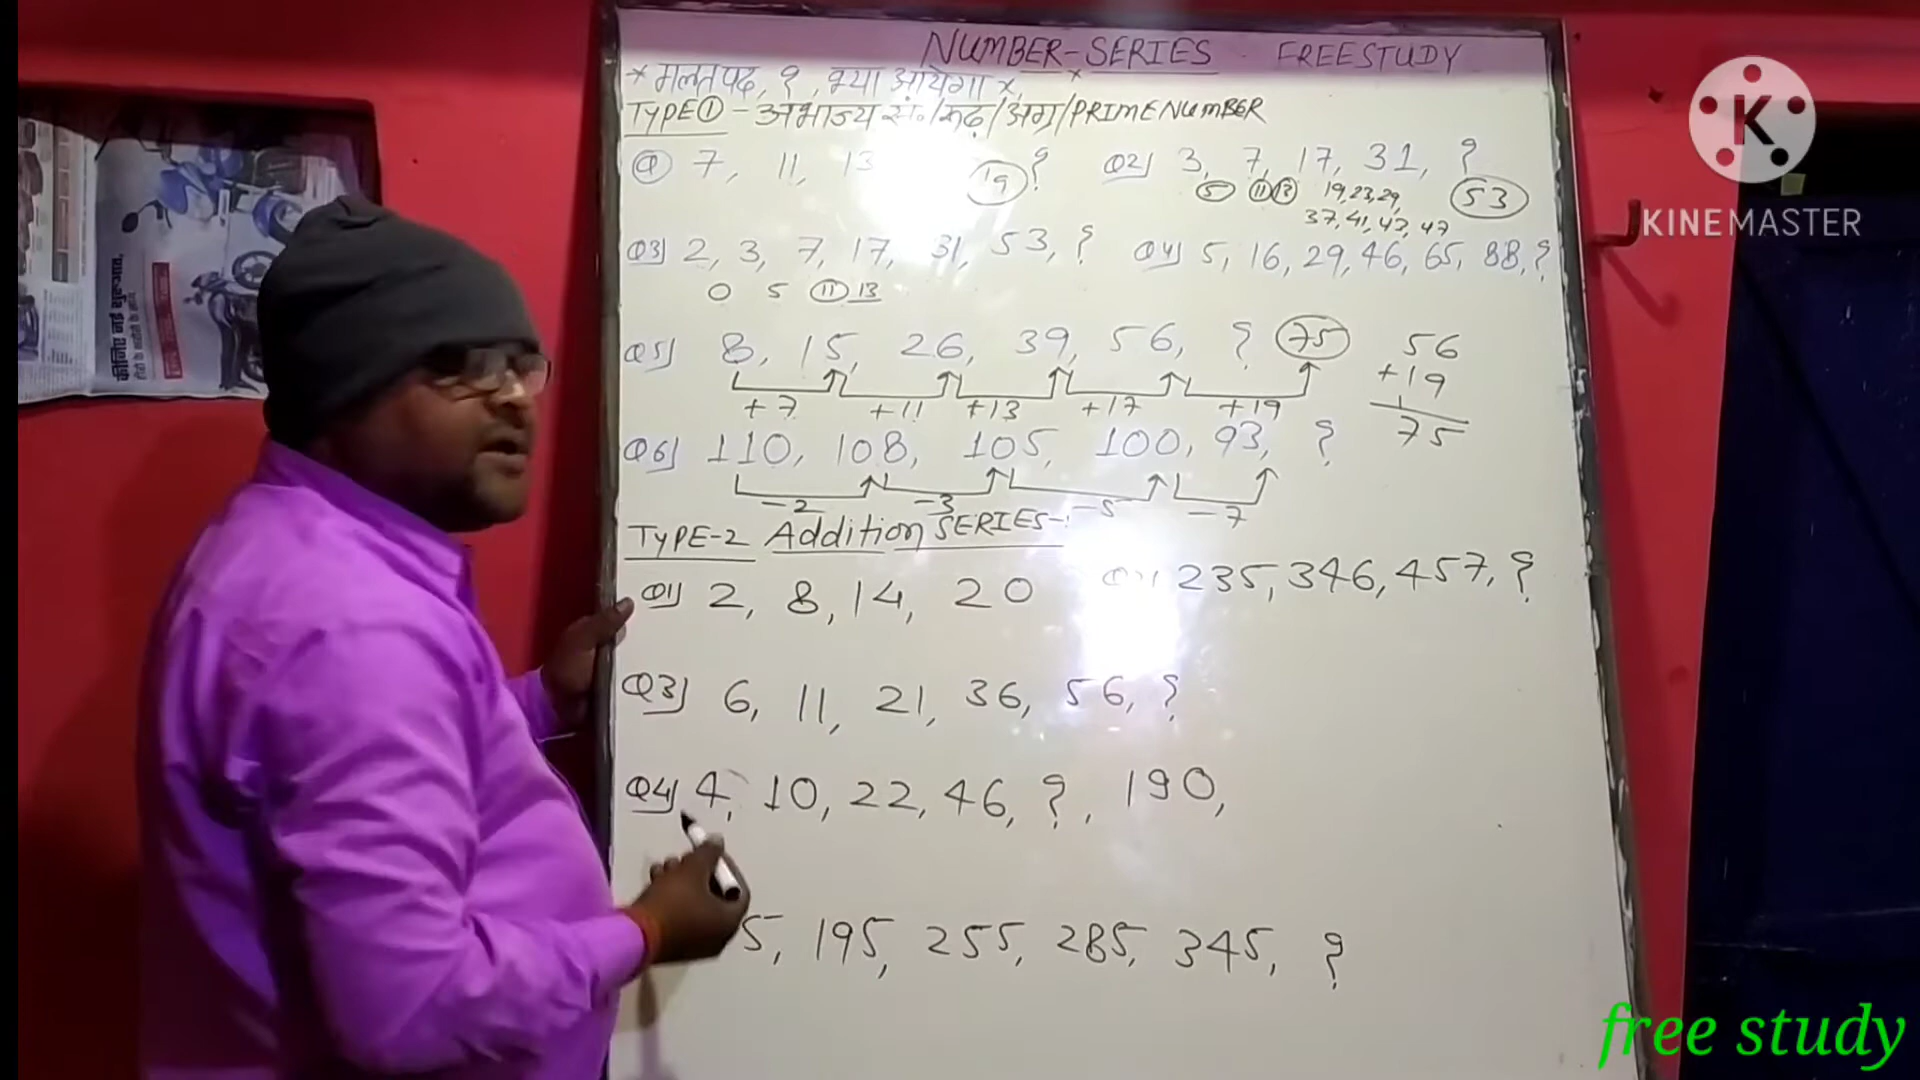 NUMBER-SERIES FREESTUDY
* गलत पद, ?, क्या आयेगा x,
TYPE① - अभाज्य सं०/रूढ़/अभा/PRIMENUMBER
Q 7, 11, 13 19 ?
Q2] 3, 7, 17, 31, ?
5 11 13 19,23,29, 53
37,41,43,47
Q3] 2, 3, 7, 17, 31, 53, ?
0 5 11 13
Q4] 5, 16, 29, 46, 65, 88, ?
Q5] 8, 15, 26, 39, 56, ? 75
+7 +11 +13 +17 +19
56
+19
75
Q6] 110, 108, 105, 100, 93, ?
-2 -3 -5 -7
TYPE-2 Addition SERIES-:
Q1] 2, 8, 14, 20
235, 346, 457, ?
Q3] 6, 11, 21, 36, 56, ?
Q4] 4, 10, 22, 46, ?, 190,
5, 195, 255, 285, 345, ?
K
KINEMASTER
free study